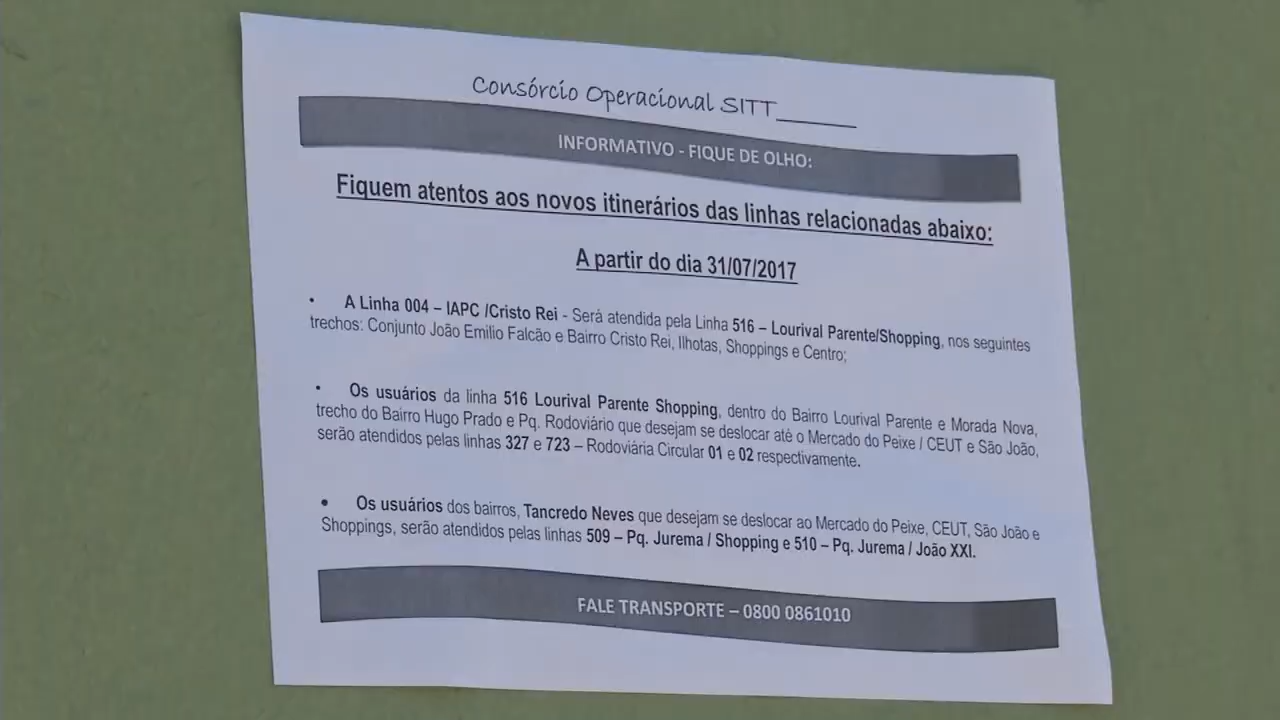 Consórcio Operacional SITT______
INFORMATIVO - FIQUE DE OLHO:
Fiquem atentos aos novos itinerários das linhas relacionadas abaixo:
A partir do dia 31/07/2017
• A Linha 004 – IAPC /Cristo Rei - Será atendida pela Linha 516 – Lourival Parente/Shopping, nos seguintes
trechos: Conjunto João Emilio Falcão e Bairro Cristo Rei, Ilhotas, Shoppings e Centro;
• Os usuários da linha 516 Lourival Parente Shopping, dentro do Bairro Lourival Parente e Morada Nova,
trecho do Bairro Hugo Prado e Pq. Rodoviário que desejam se deslocar até o Mercado do Peixe / CEUT e São João,
serão atendidos pelas linhas 327 e 723 – Rodoviária Circular 01 e 02 respectivamente.
• Os usuários dos bairros, Tancredo Neves que desejam se deslocar ao Mercado do Peixe, CEUT, São João e
Shoppings, serão atendidos pelas linhas 509 – Pq. Jurema / Shopping e 510 – Pq. Jurema / João XXI.
FALE TRANSPORTE – 0800 0861010